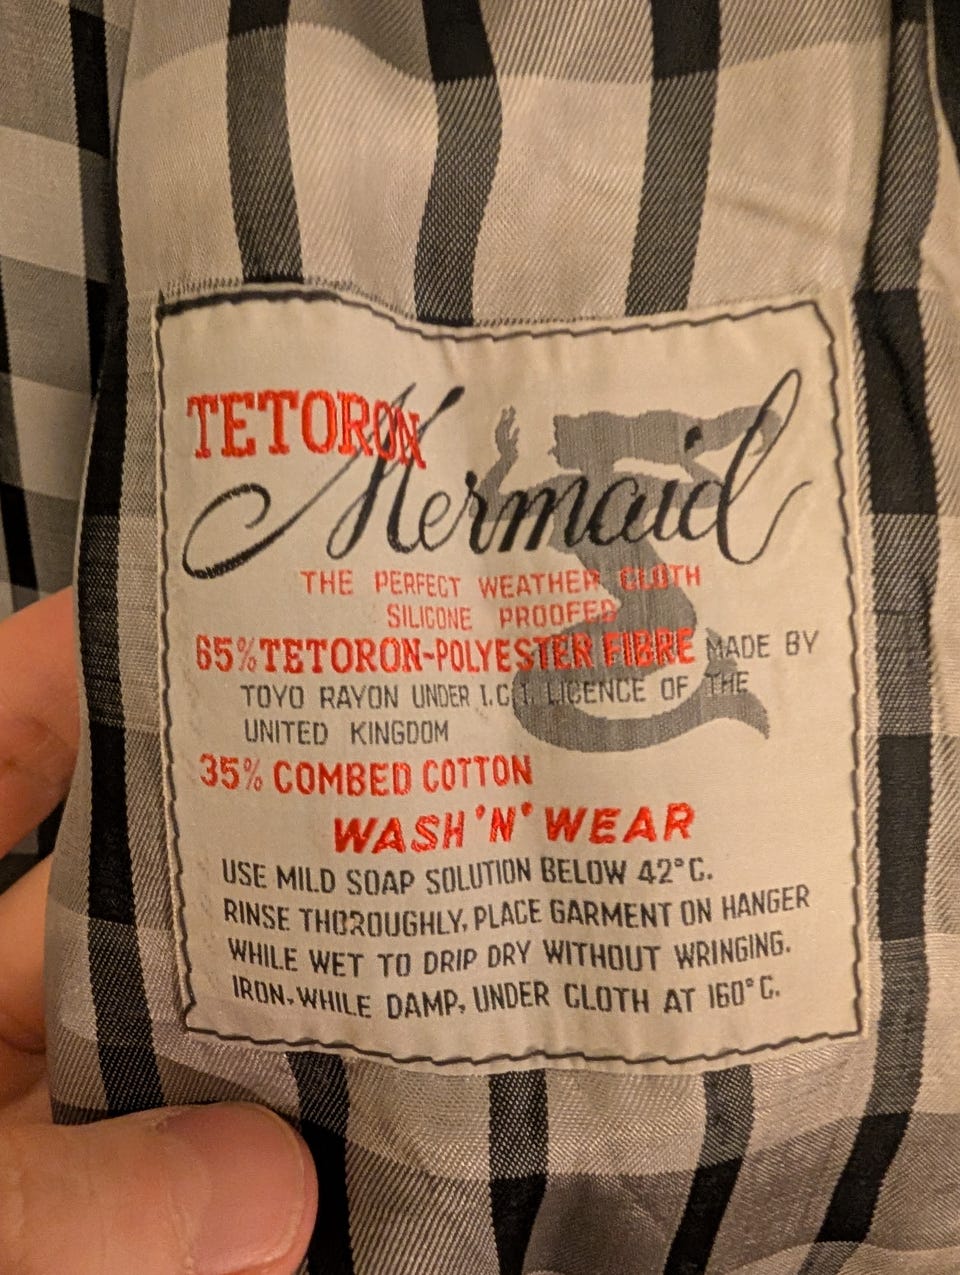 TETORON
Mermaid
THE PERFECT WEATHER CLOTH
SILICONE PROOFED
65% TETORON-POLYESTER FIBRE MADE BY
TOYO RAYON UNDER I.C.I. LICENCE OF THE
UNITED KINGDOM
35% COMBED COTTON
WASH 'N' WEAR
USE MILD SOAP SOLUTION BELOW 42°C.
RINSE THOROUGHLY, PLACE GARMENT ON HANGER
WHILE WET TO DRIP DRY WITHOUT WRINGING.
IRON, WHILE DAMP, UNDER CLOTH AT 160°C.